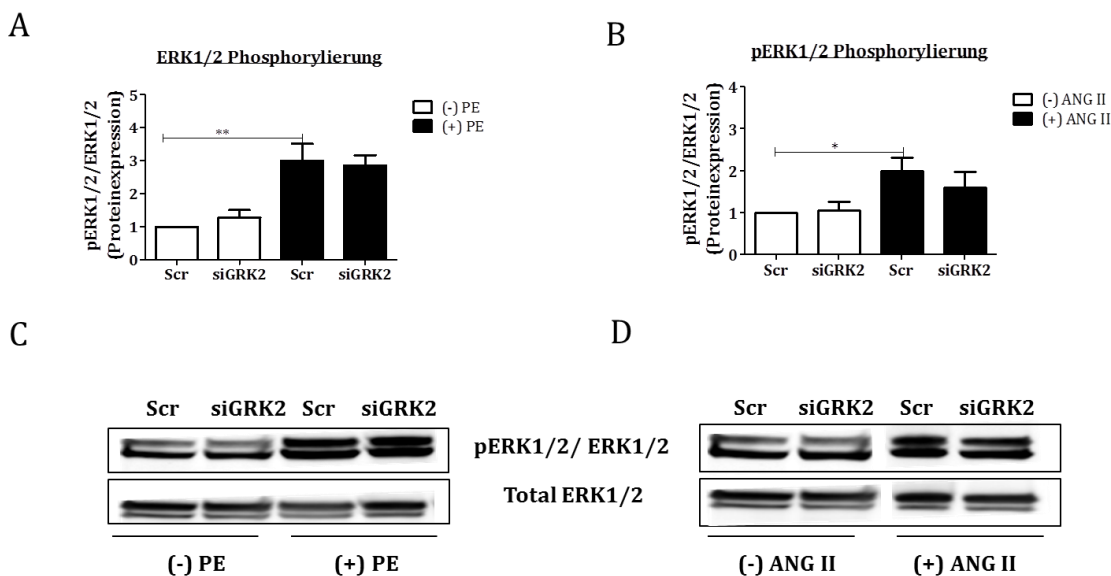 A
ERK1/2 Phosphorylierung
pERK1/2/ERK1/2
(Proteinexpression)
5
4
3
2
1
0
**
Scr siGRK2 Scr siGRK2
(-) PE
(+) PE
B
pERK1/2 Phosphorylierung
pERK1/2/ERK1/2
(Proteinexpression)
4
3
2
1
0
*
Scr siGRK2 Scr siGRK2
(-) ANG II
(+) ANG II
C
Scr siGRK2 Scr siGRK2
(-) PE (+) PE
pERK1/2/ ERK1/2
Total ERK1/2
D
Scr siGRK2 Scr siGRK2
(-) ANG II (+) ANG II